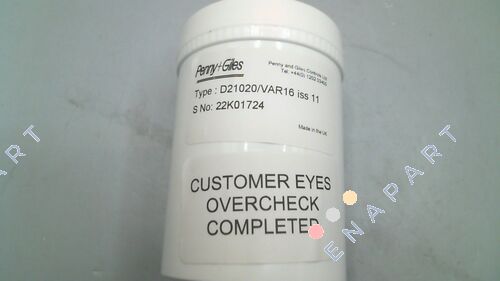 Penny+Giles
Penny and Giles Controls Ltd
Type : D21020/VAR16 iss 11
S No: 22K01724
Made in the UK
CUSTOMER EYES
OVERCHECK
COMPLETED
ENAPART